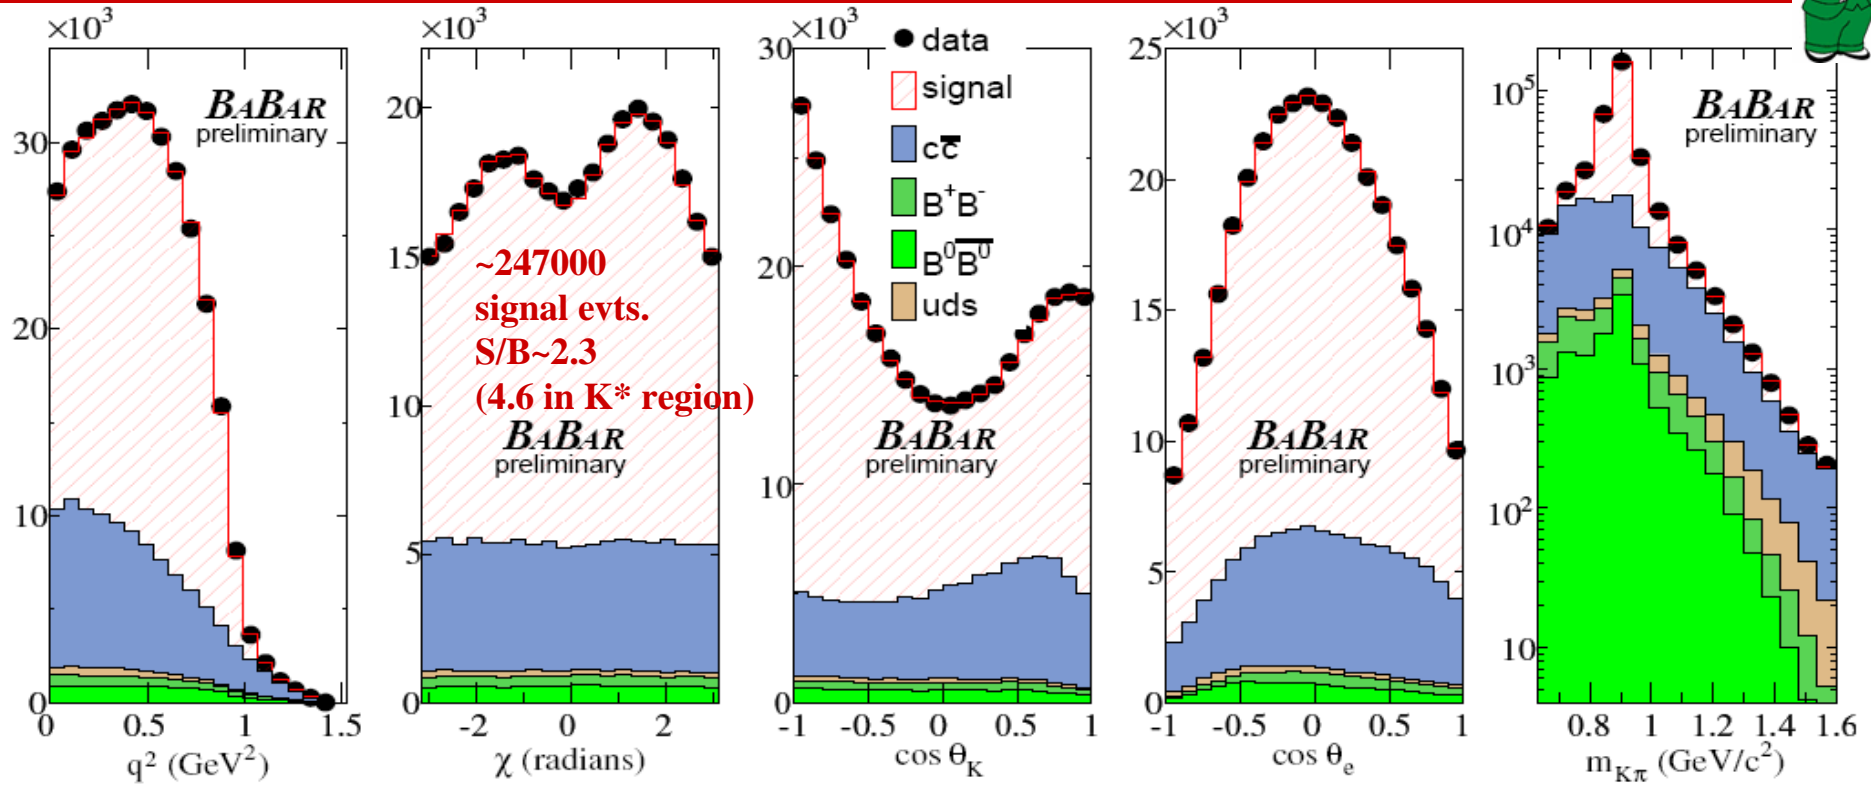 ×10³
30
20
10
0
0
0.5
1
1.5
q² (GeV²)
BABAR
preliminary
×10³
20
15
10
5
0
-2
0
2
χ (radians)
~247000
signal evts.
S/B~2.3
(4.6 in K* region)
BABAR
preliminary
×10³
30
20
10
0
-1
-0.5
0
0.5
1
cos θ_K
data
signal
cc̅
B⁺B⁻
B⁰B̅⁰
uds
BABAR
preliminary
×10³
25
20
15
10
5
0
-1
-0.5
0
0.5
1
cos θ_e
BABAR
preliminary
10⁵
10⁴
10³
10²
10
0.8
1
1.2
1.4
1.6
m_Kπ (GeV/c²)
BABAR
preliminary